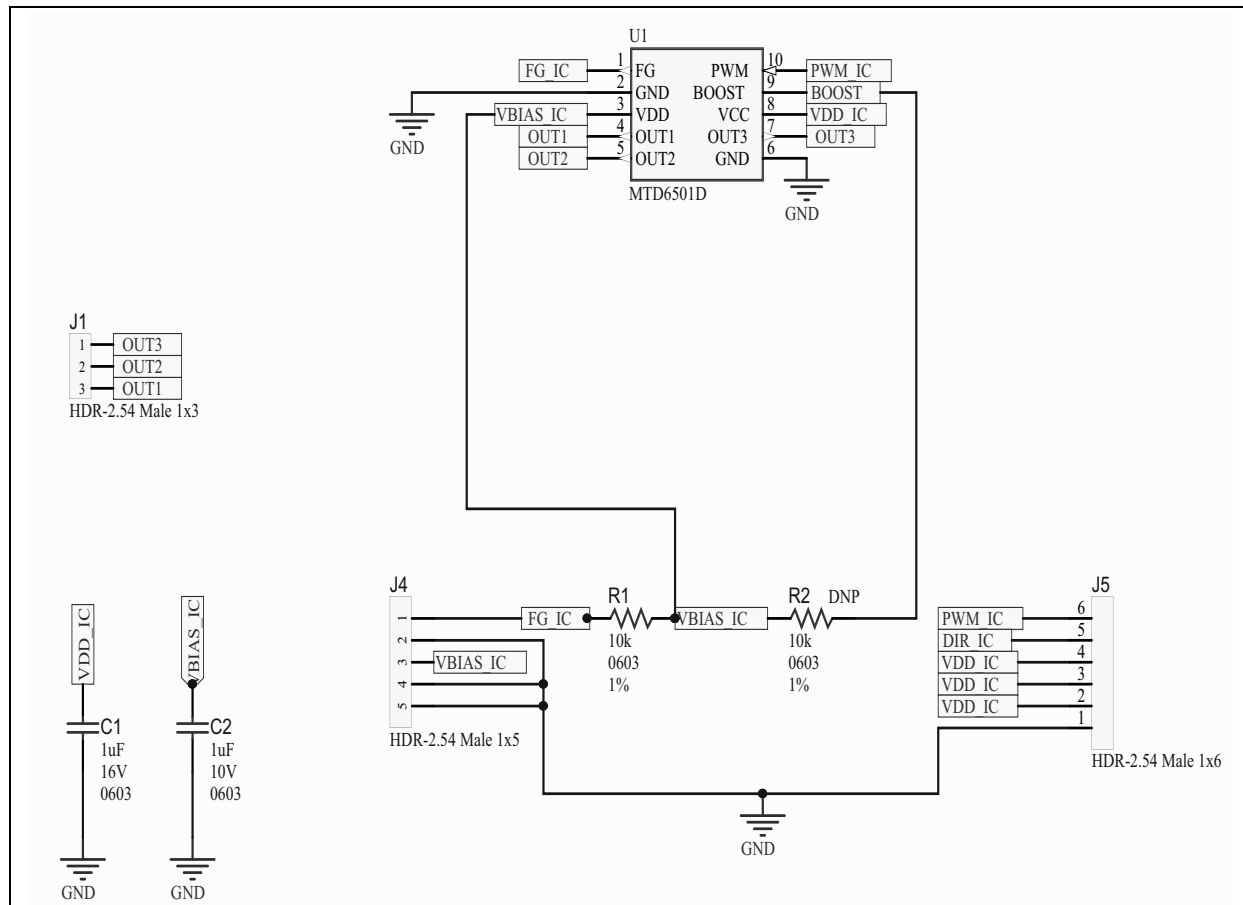 U1
FG_IC 1 FG PWM 10 PWM_IC
2 GND BOOST 9 BOOST
VBIAS_IC 3 VDD VCC 8 VDD_IC
OUT1 4 OUT1 OUT3 7 OUT3
OUT2 5 OUT2 GND 6
GND
MTD6501D
GND
J1
1 OUT3
2 OUT2
3 OUT1
HDR-2.54 Male 1x3
VDD_IC
C1
1uF
16V
0603
GND
VBIAS_IC
C2
1uF
10V
0603
GND
J4
1 FG_IC
2
3 VBIAS_IC
4
5
HDR-2.54 Male 1x5
R1
10k
0603
1%
VBIAS_IC
R2 DNP
10k
0603
1%
J5
PWM_IC 6
DIR_IC 5
VDD_IC 4
VDD_IC 3
VDD_IC 2
1
HDR-2.54 Male 1x6
GND